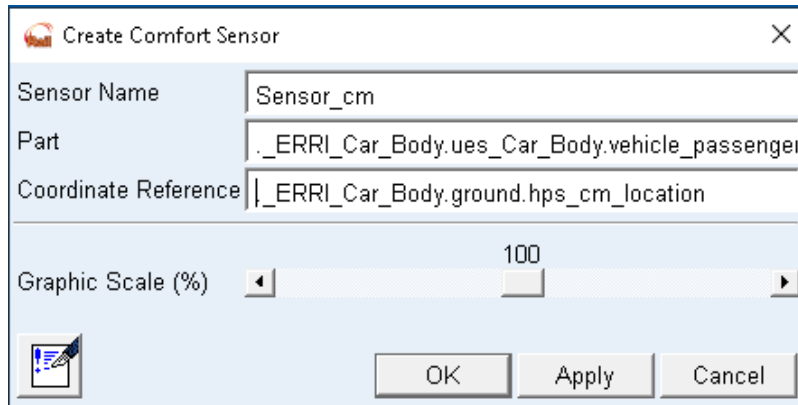 Create Comfort Sensor
Sensor Name Sensor_cm
Part ._ERRI_Car_Body.ues_Car_Body.vehicle_passenger
Coordinate Reference ._ERRI_Car_Body.ground.hps_cm_location
100
Graphic Scale (%)
OK Apply Cancel